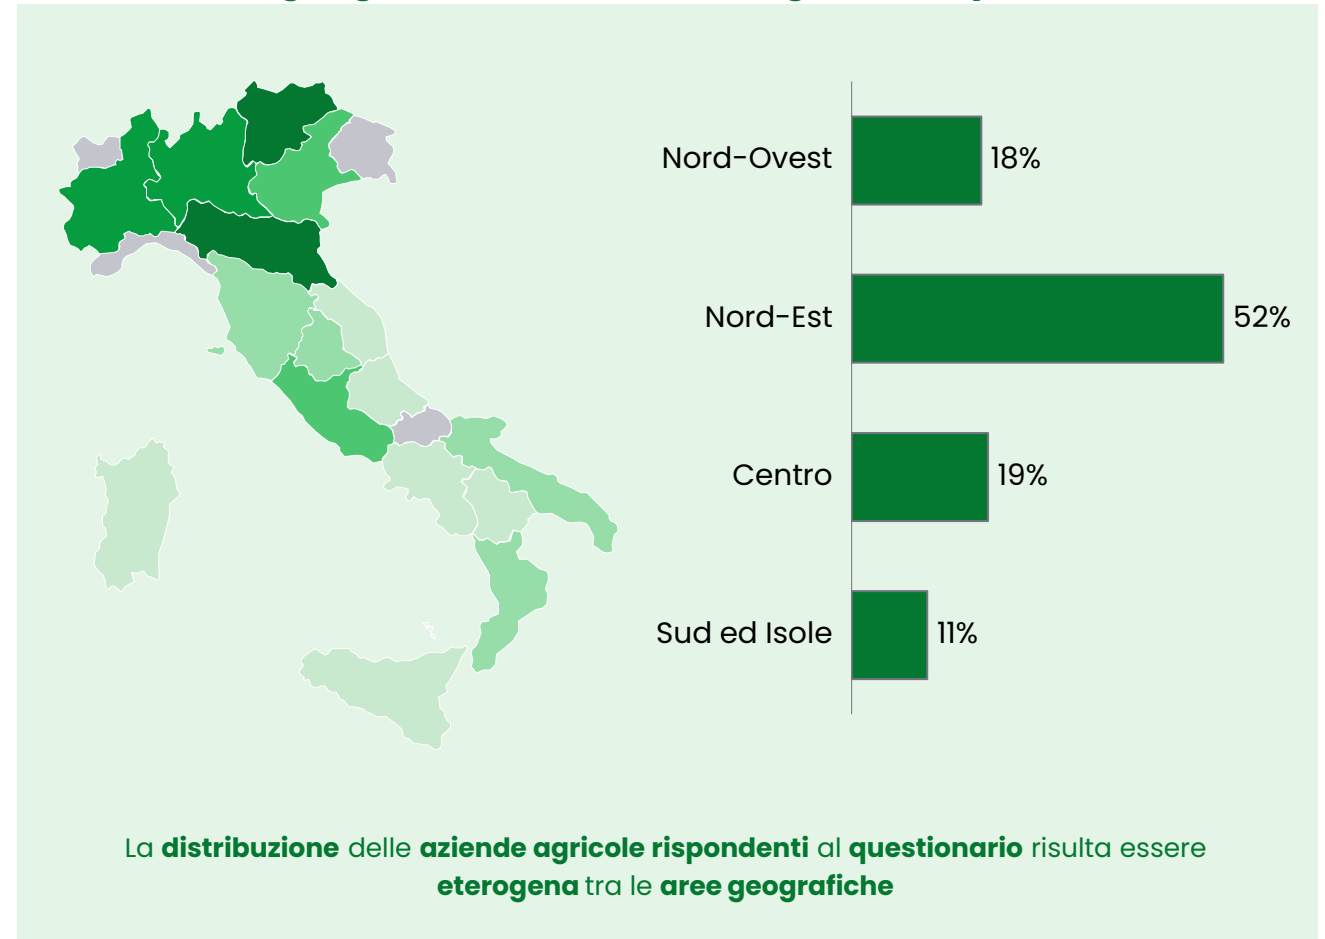 Nord-Ovest 18%
Nord-Est 52%
Centro 19%
Sud ed Isole 11%
La distribuzione delle aziende agricole rispondenti al questionario risulta essere
eterogena tra le aree geografiche